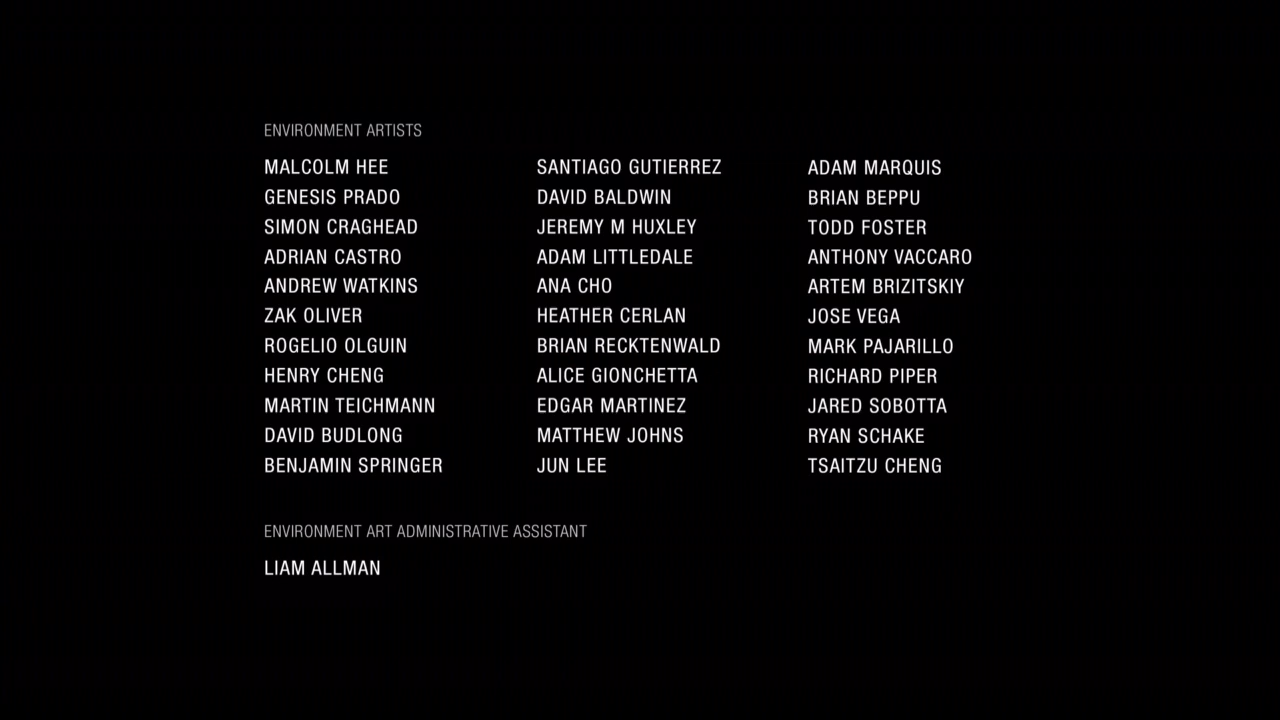 ENVIRONMENT ARTISTS
MALCOLM HEE
GENESIS PRADO
SIMON CRAGHEAD
ADRIAN CASTRO
ANDREW WATKINS
ZAK OLIVER
ROGELIO OLGUIN
HENRY CHENG
MARTIN TEICHMANN
DAVID BUDLONG
BENJAMIN SPRINGER
SANTIAGO GUTIERREZ
DAVID BALDWIN
JEREMY M HUXLEY
ADAM LITTLEDALE
ANA CHO
HEATHER CERLAN
BRIAN RECKTENWALD
ALICE GIONCHETTA
EDGAR MARTINEZ
MATTHEW JOHNS
JUN LEE
ADAM MARQUIS
BRIAN BEPPU
TODD FOSTER
ANTHONY VACCARO
ARTEM BRIZITSKIY
JOSE VEGA
MARK PAJARILLO
RICHARD PIPER
JARED SOBOTTA
RYAN SCHAKE
TSAITZU CHENG
ENVIRONMENT ART ADMINISTRATIVE ASSISTANT
LIAM ALLMAN